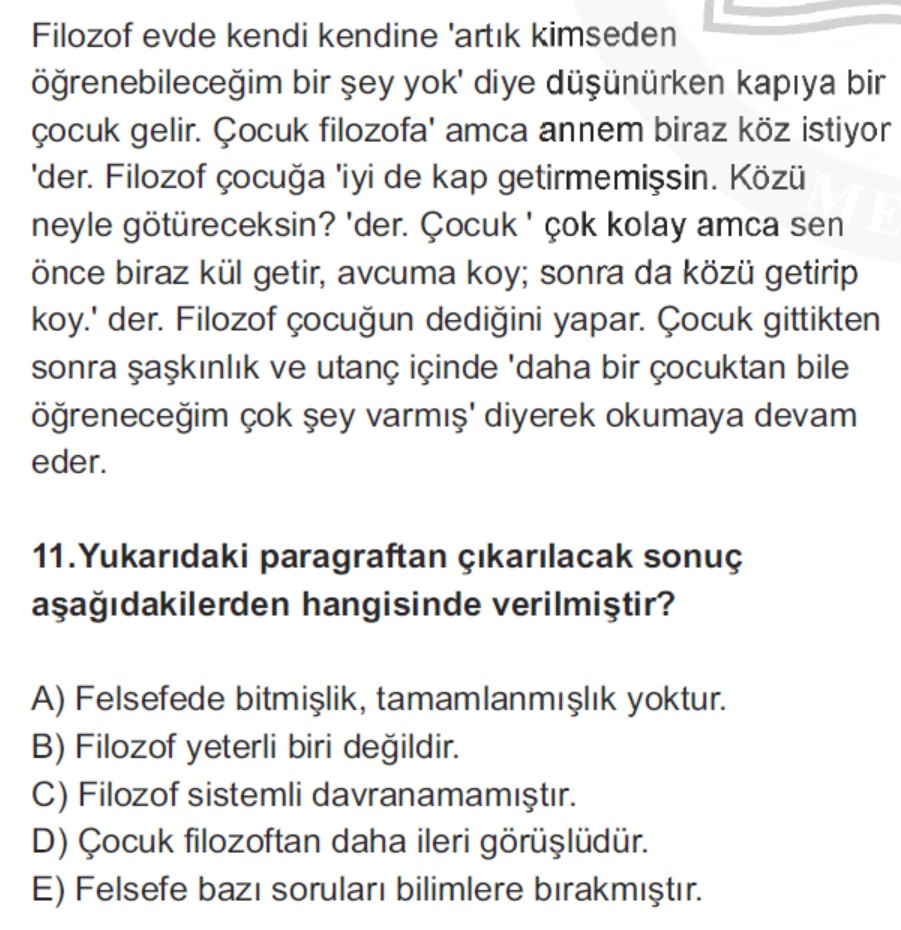 Filozof evde kendi kendine 'artık kimseden
öğrenebileceğim bir şey yok' diye düşünürken kapıya bir
çocuk gelir. Çocuk filozofa' amca annem biraz köz istiyor
'der. Filozof çocuğa 'iyi de kap getirmemişsin. Közü
neyle götüreceksin? 'der. Çocuk ' çok kolay amca sen
önce biraz kül getir, avcuma koy; sonra da közü getirip
koy.' der. Filozof çocuğun dediğini yapar. Çocuk gittikten
sonra şaşkınlık ve utanç içinde 'daha bir çocuktan bile
öğreneceğim çok şey varmış' diyerek okumaya devam
eder.
11.Yukarıdaki paragraftan çıkarılacak sonuç
aşağıdakilerden hangisinde verilmiştir?
A) Felsefede bitmişlik, tamamlanmışlık yoktur.
B) Filozof yeterli biri değildir.
C) Filozof sistemli davranamamıştır.
D) Çocuk filozoftan daha ileri görüşlüdür.
E) Felsefe bazı soruları bilimlere bırakmıştır.